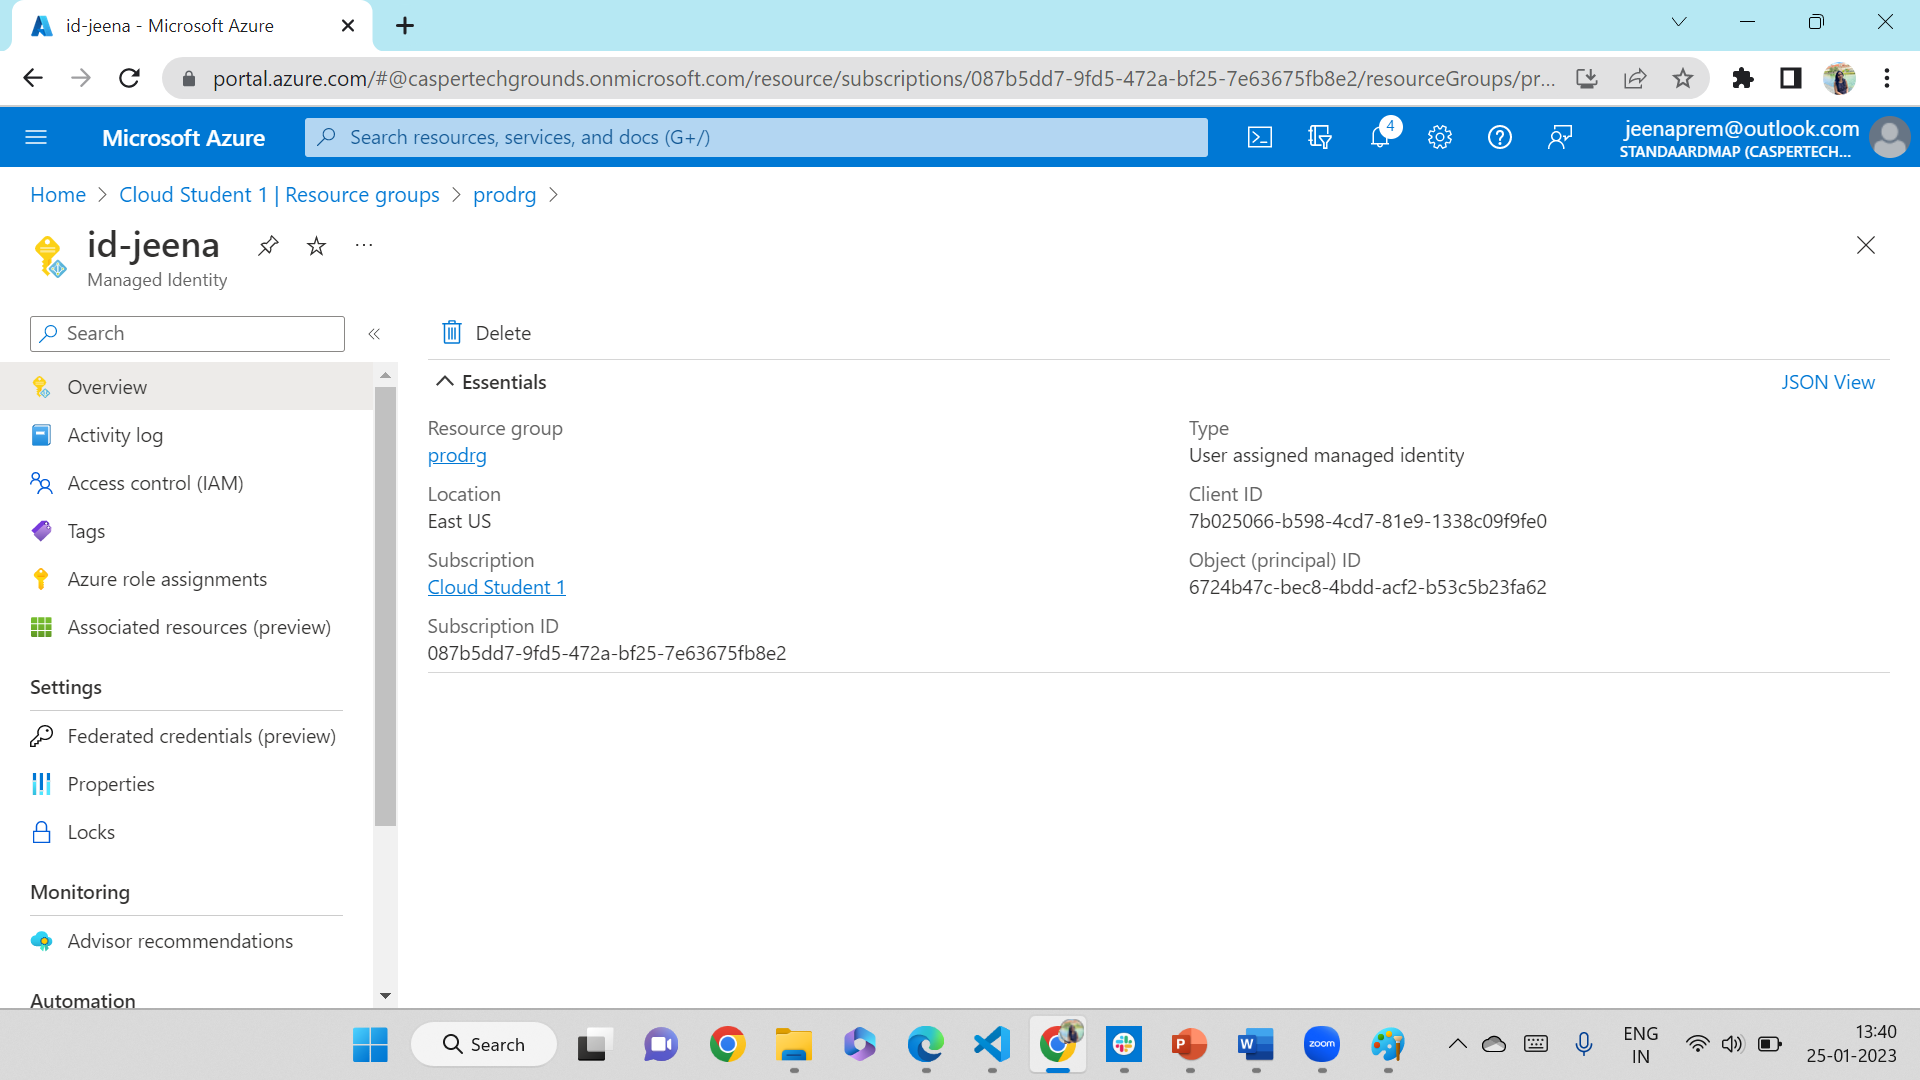 id-jeena - Microsoft Azure
portal.azure.com/#@caspertechgrounds.onmicrosoft.com/resource/subscriptions/087b5dd7-9fd5-472a-bf25-7e63675fb8e2/resourceGroups/pr...
Microsoft Azure
Search resources, services, and docs (G+/)
4
jeenaprem@outlook.com
STANDAARDMAP (CASPERTECH...
Home > Cloud Student 1 | Resource groups > prodrg >
id-jeena
Managed Identity
Search
Overview
Activity log
Access control (IAM)
Tags
Azure role assignments
Associated resources (preview)
Settings
Federated credentials (preview)
Properties
Locks
Monitoring
Advisor recommendations
Automation
Delete
Essentials
JSON View
Resource group
prodrg
Location
East US
Subscription
Cloud Student 1
Subscription ID
087b5dd7-9fd5-472a-bf25-7e63675fb8e2
Type
User assigned managed identity
Client ID
7b025066-b598-4cd7-81e9-1338c09f9fe0
Object (principal) ID
6724b47c-bec8-4bdd-acf2-b53c5b23fa62
Search
P
W
zoom
ENG
IN
13:40
25-01-2023